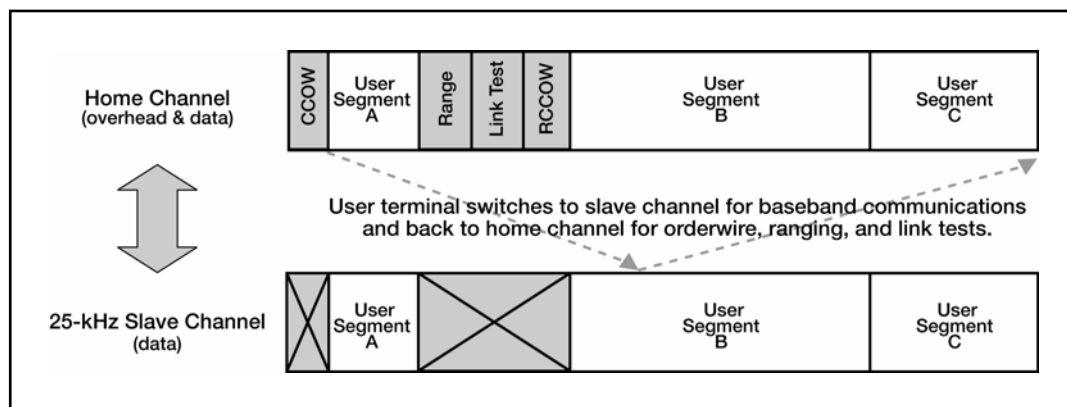 Home Channel
(overhead & data)
CCOW
User
Segment
A
Range
Link Test
RCCOW
User
Segment
B
User
Segment
C
User terminal switches to slave channel for baseband communications
and back to home channel for orderwire, ranging, and link tests.
25-kHz Slave Channel
(data)
User
Segment
A
User
Segment
B
User
Segment
C